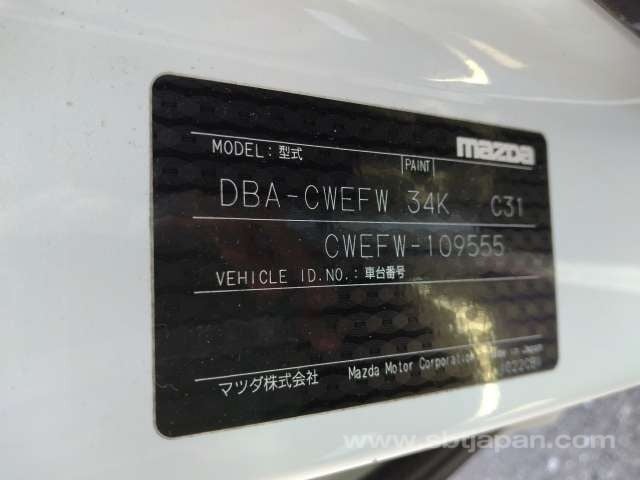 MODEL: 型式 PAINT mazda
DBA-CWEFW 34K C31
CWEFW-109555
VEHICLE ID.NO.: 車台番号
マツダ株式会社 Mazda Motor Corporation Made in Japan
www.sbtjapan.com